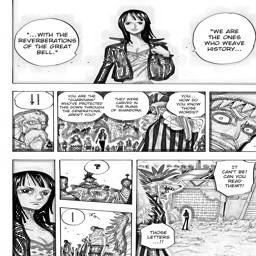 "WE ARE
THE ONES
WHO WEAVE
HISTORY...
"...WITH THE
REVERBERATIONS
OF THE GREAT
BELL."
YOU...
HOW DO
YOU KNOW
THOSE
WORDS?
THEY WERE
CARVED IN
THE RUINS
OF SHANDORA.
YOU ARE THE
"GUARDIANS"
WHO'VE PROTECTED
THIS DOWN THROUGH
THE GENERATIONS,
AREN'T YOU?
!
IT
CAN'T BE!
CAN YOU
READ
THEM?!
THOSE
LETTERS
...!!
?
!